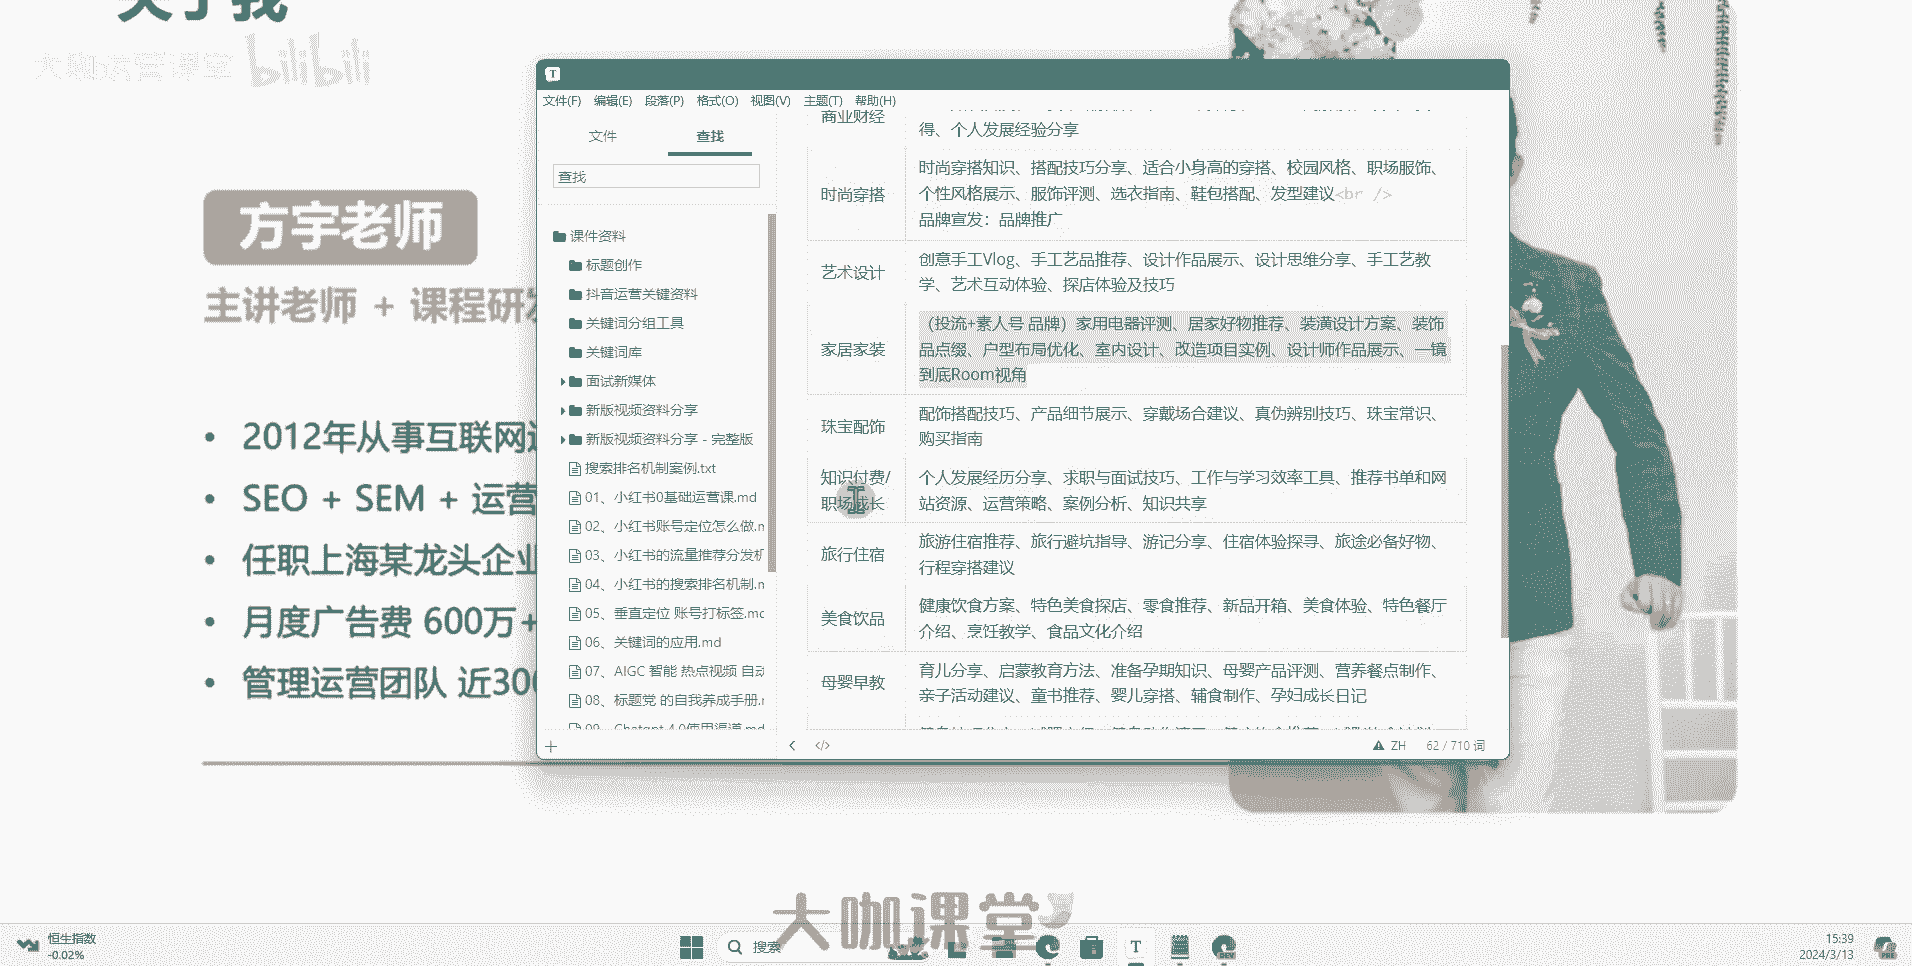 关于我
大咖运营课堂 bilibili
方宇老师
主讲老师 + 课程研发
• 2012年从事互联网
• SEO + SEM + 运营
• 任职上海某龙头企业
• 月度广告费 600万+
• 管理运营团队 近300
T
文件(F) 编辑(E) 段落(P) 格式(O) 视图(V) 主题(T) 帮助(H)
文件 查找
查找
课件资料
标题创作
抖音运营关键资料
关键词分组工具
关键词库
面试新媒体
新版视频资料分享
新版视频资料分享 - 完整版
搜索排名机制案例.txt
01、小红书0基础运营课.md
02、小红书账号定位怎么做.m
03、小红书的流量推荐分发机
04、小红书的搜索排名机制.m
05、垂直定位 账号打标签.mc
06、关键词的应用.md
07、AIGC 智能 热点视频 自动
08、标题党 的自我养成手册.r
09、Chatgpt 4.0使用渠道.md
商业财经
得、个人发展经验分享
时尚穿搭
时尚穿搭知识、搭配技巧分享、适合小身高的穿搭、校园风格、职场服饰、
个性风格展示、服饰评测、选衣指南、鞋包搭配、发型建议<br />
品牌宣发：品牌推广
艺术设计
创意手工Vlog、手工艺品推荐、设计作品展示、设计思维分享、手工艺教
学、艺术互动体验、探店体验及技巧
家居家装
（投流+素人号 品牌）家用电器评测、居家好物推荐、装潢设计方案、装饰
品点缀、户型布局优化、室内设计、改造项目实例、设计师作品展示、一镜
到底Room视角
珠宝配饰
配饰搭配技巧、产品细节展示、穿戴场合建议、真伪辨别技巧、珠宝常识、
购买指南
知识付费/
职场成长
个人发展经历分享、求职与面试技巧、工作与学习效率工具、推荐书单和网
站资源、运营策略、案例分析、知识共享
旅行住宿
旅游住宿推荐、旅行避坑指导、游记分享、住宿体验探寻、旅途必备好物、
行程穿搭建议
美食饮品
健康饮食方案、特色美食探店、零食推荐、新品开箱、美食体验、特色餐厅
介绍、烹饪教学、食品文化介绍
母婴早教
育儿分享、启蒙教育方法、准备孕期知识、母婴产品评测、营养餐点制作、
亲子活动建议、童书推荐、婴儿穿搭、辅食制作、孕妇成长日记
ZH 62 / 710 词
大咖课堂
恒生指数
-0.02%
搜索
T
DEV
15:39
2024/3/13
PRE